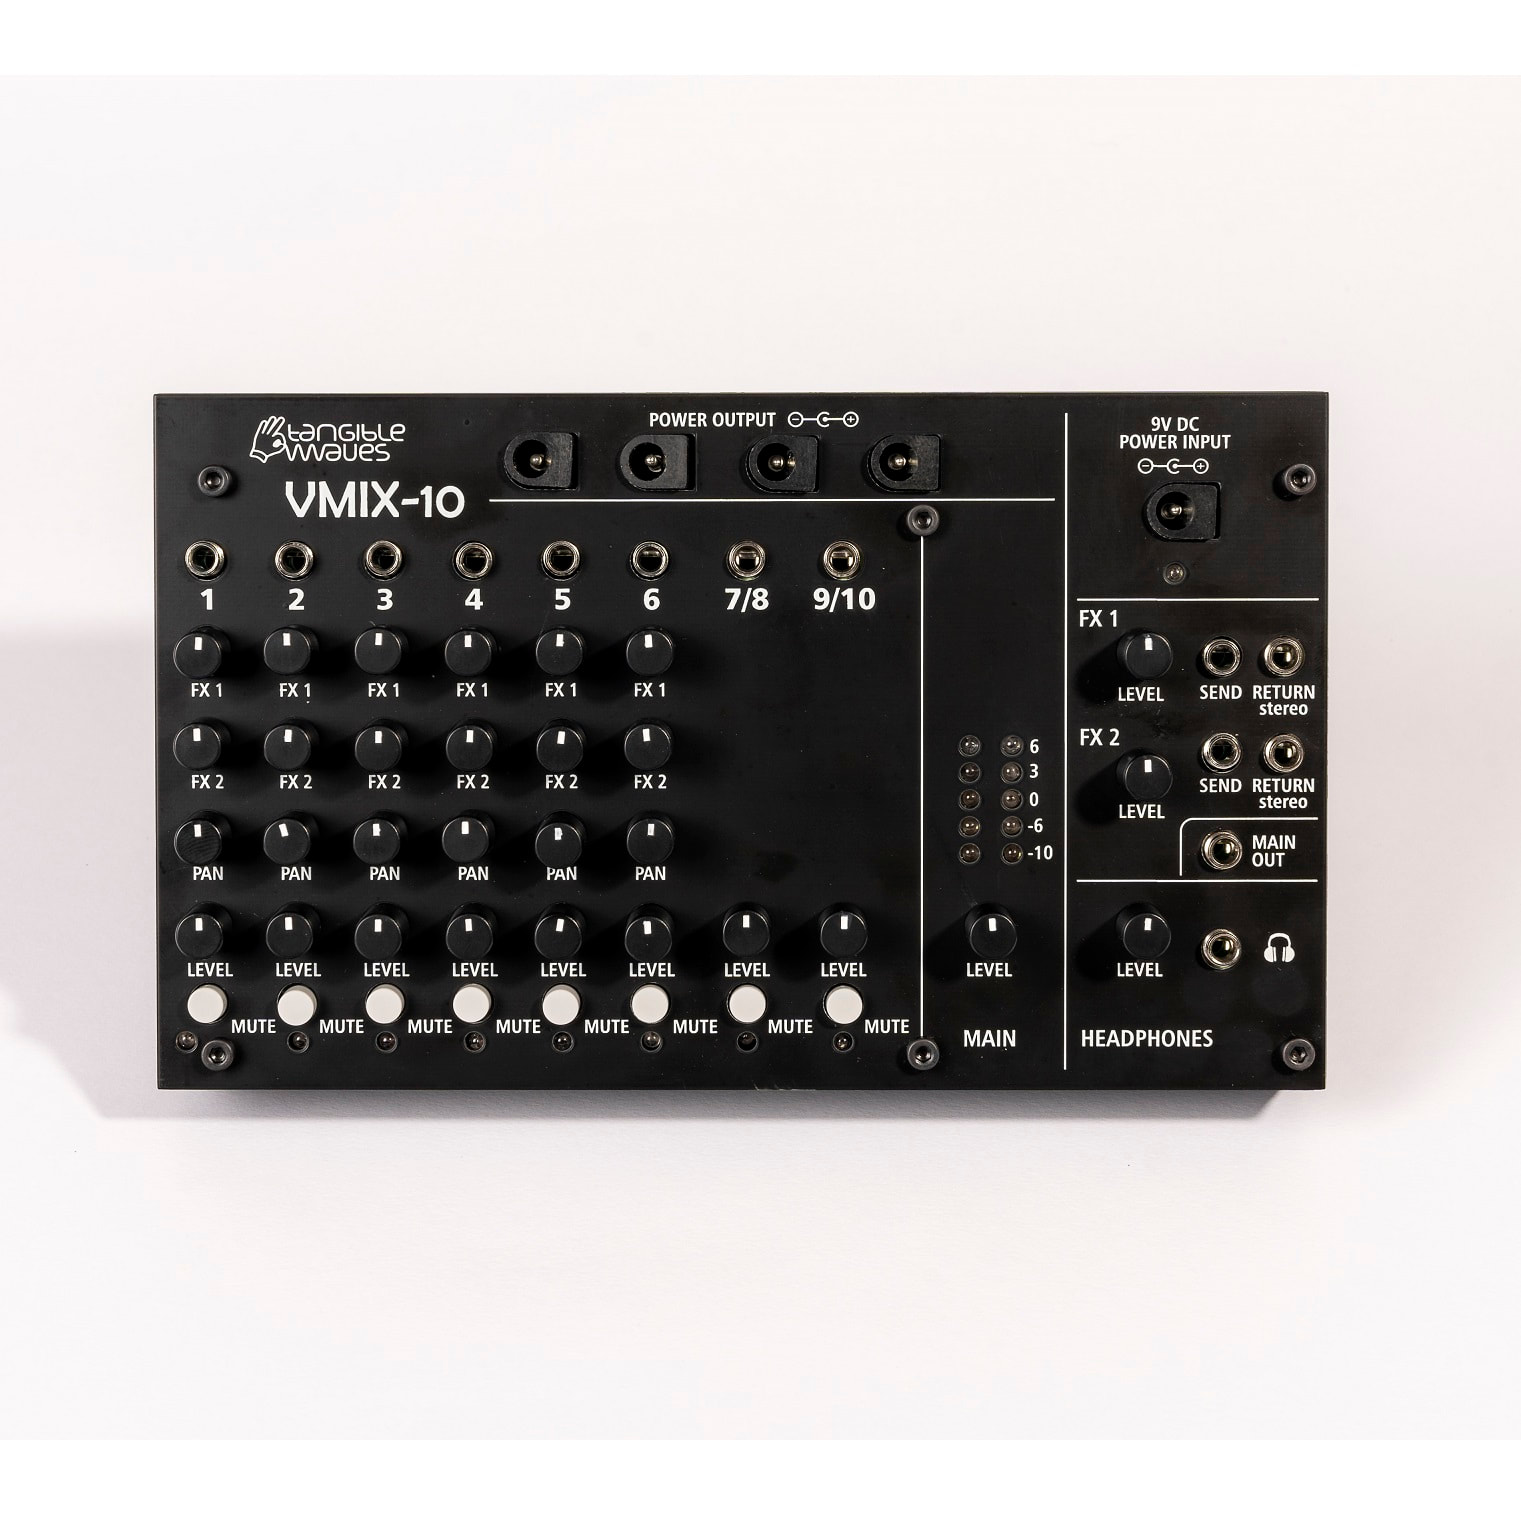 tangible
waves
VMIX-10
POWER OUTPUT
9V DC
POWER INPUT
1 2 3 4 5 6 7/8 9/10
FX 1 FX 1 FX 1 FX 1 FX 1 FX 1
FX 2 FX 2 FX 2 FX 2 FX 2 FX 2
PAN PAN PAN PAN PAN PAN
LEVEL LEVEL LEVEL LEVEL LEVEL LEVEL LEVEL LEVEL
MUTE MUTE MUTE MUTE MUTE MUTE MUTE MUTE
6
3
0
-6
-10
LEVEL
MAIN
FX 1
LEVEL SEND RETURN
stereo
FX 2
LEVEL SEND RETURN
stereo
MAIN
OUT
LEVEL
HEADPHONES